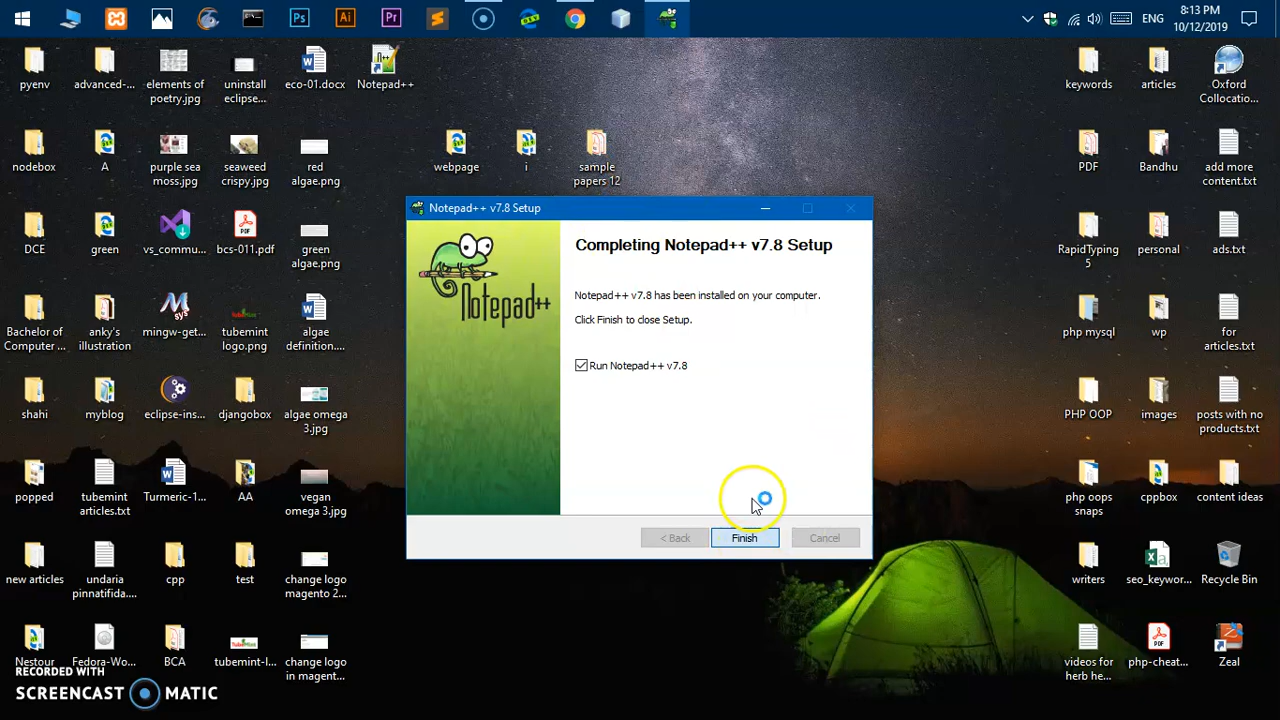 Ps
Ai
Pr
ENG
8:13 PM
10/12/2019
pyenv
advanced-...
elements of
poetry.jpg
uninstall
eclipse...
eco-01.docx
Notepad++
keywords
articles
Oxford
Collocatio...
nodebox
A
purple sea
moss.jpg
seaweed
crispy.jpg
red
algae.png
webpage
i
sample
papers 12
PDF
Bandhu
add more
content.txt
DCE
green
vs_commu...
bcs-011.pdf
green
algae.png
RapidTyping
5
personal
ads.txt
Bachelor of
Computer ...
anky's
illustration
mingw-get...
tubemint
logo.png
algae
definition....
php mysql
wp
for
articles.txt
shahi
myblog
eclipse-ins...
djangobox
algae omega
3.jpg
PHP OOP
images
posts with no
products.txt
popped
tubemint
articles.txt
Turmeric-1...
AA
vegan
omega 3.jpg
php oops
snaps
cppbox
content ideas
new articles
undaria
pinnatifida...
cpp
test
change logo
magento 2...
writers
seo_keywor...
Recycle Bin
Nestour
Fedora-Wo...
BCA
tubemint-l...
change logo
in magent...
videos for
herb he...
php-cheat...
Zeal
Notepad++ v7.8 Setup
Notepad++
Completing Notepad++ v7.8 Setup
Notepad++ v7.8 has been installed on your computer.
Click Finish to close Setup.
Run Notepad++ v7.8
< Back
Finish
Cancel
RECORDED WITH
SCREENCAST MATIC